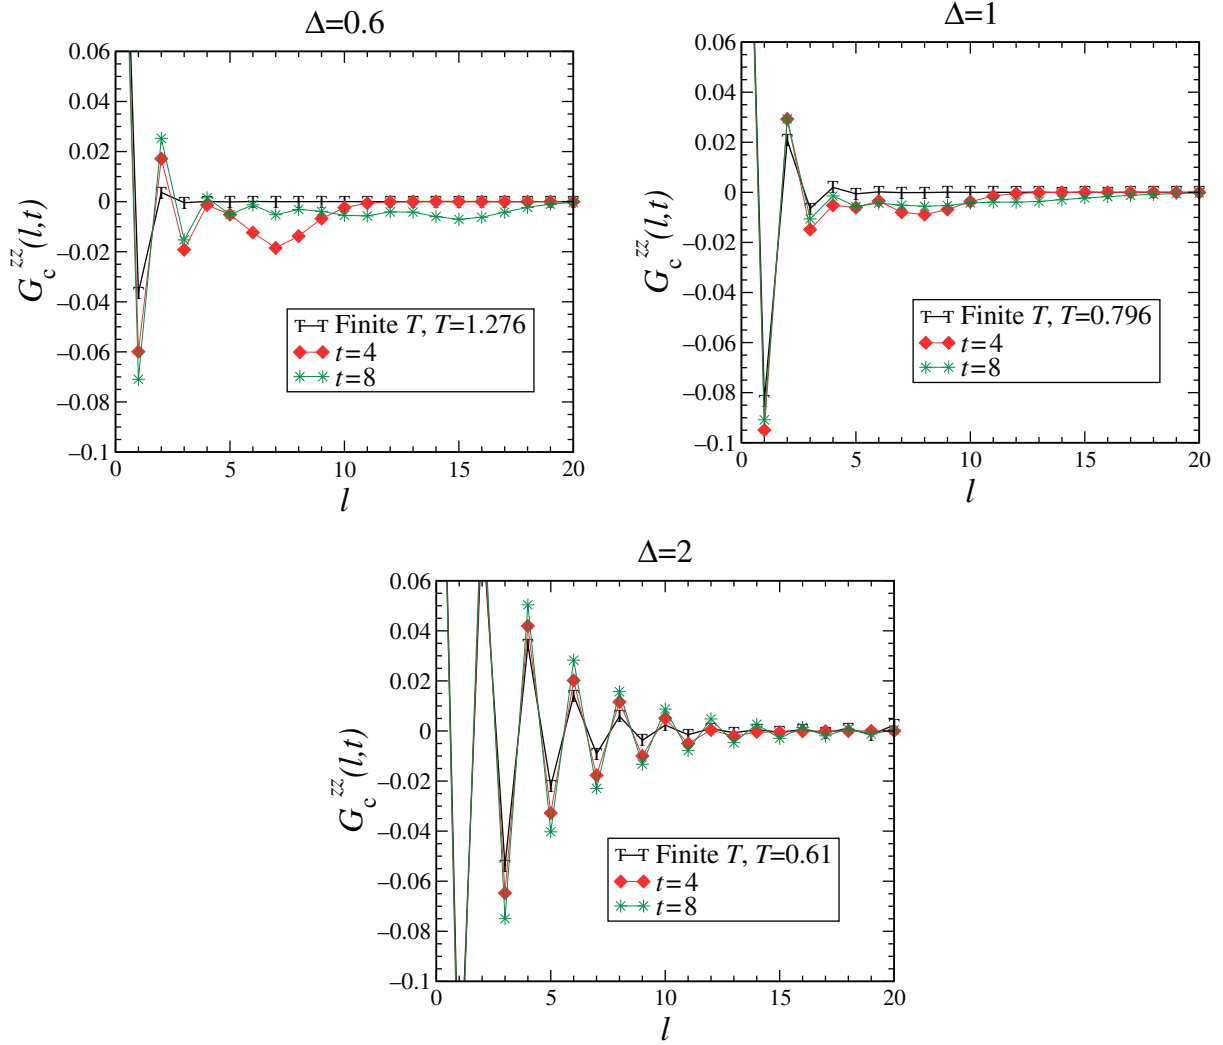 Δ=0.6
0.06
0.04
0.02
0
−0.02
−0.04
−0.06
−0.08
−0.1
0 5 10 15 20
l
G_c^{zz}(l,t)
Finite T, T=1.276
t=4
t=8
Δ=1
0.06
0.04
0.02
0
−0.02
−0.04
−0.06
−0.08
−0.1
0 5 10 15 20
l
G_c^{zz}(l,t)
Finite T, T=0.796
t=4
t=8
Δ=2
0.06
0.04
0.02
0
−0.02
−0.04
−0.06
−0.08
−0.1
0 5 10 15 20
l
G_c^{zz}(l,t)
Finite T, T=0.61
t=4
t=8